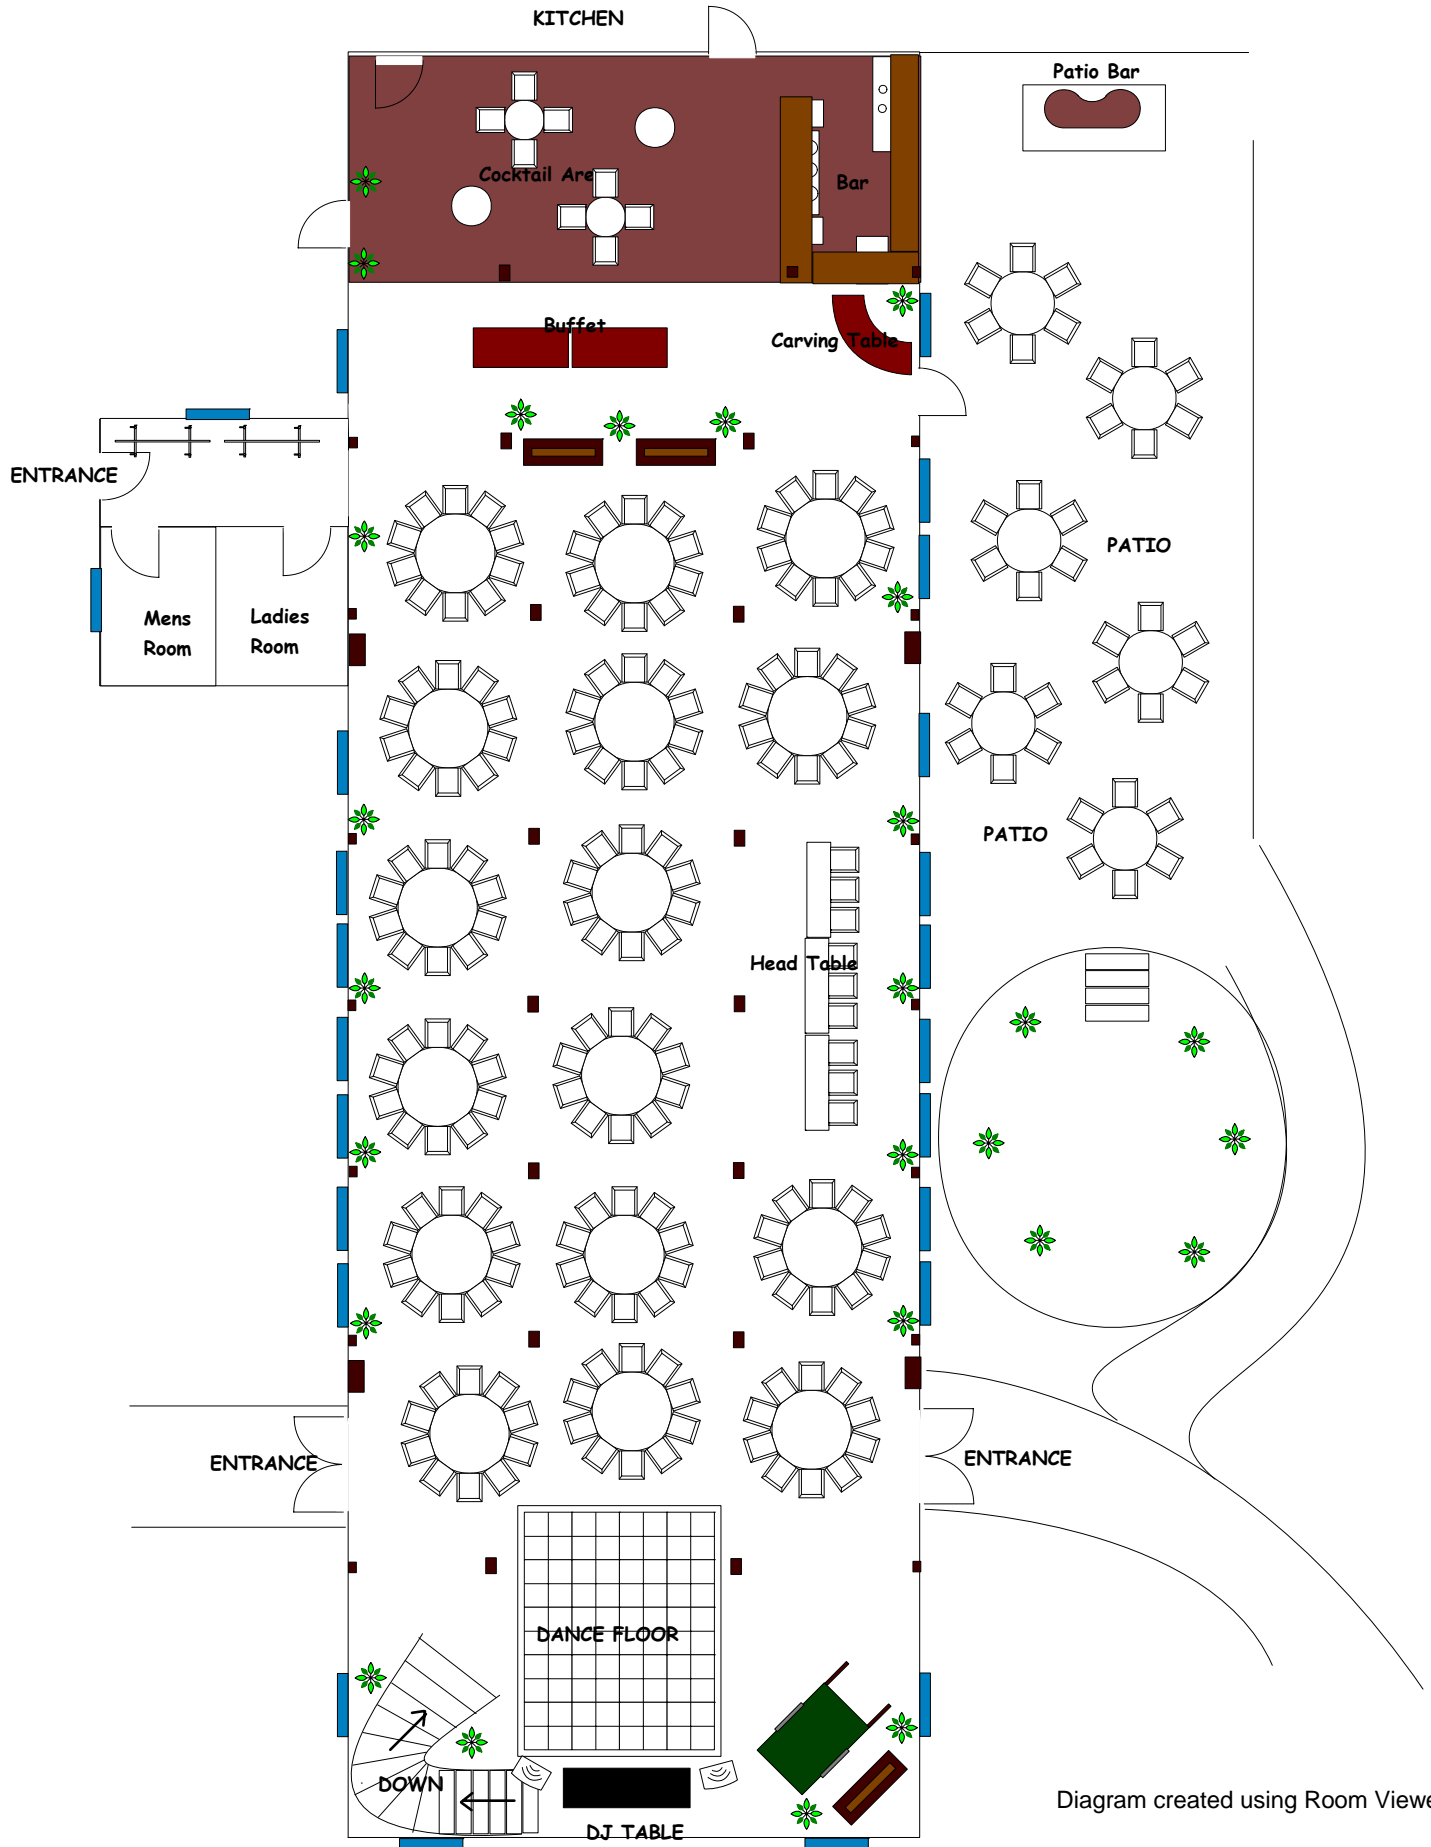 KITCHEN
Patio Bar
Cocktail Are
Bar
Buffet
Carving Table
ENTRANCE
PATIO
Mens
Room
Ladies
Room
PATIO
Head Table
ENTRANCE
ENTRANCE
DANCE FLOOR
DOWN
DJ TABLE
Diagram created using Room Viewe